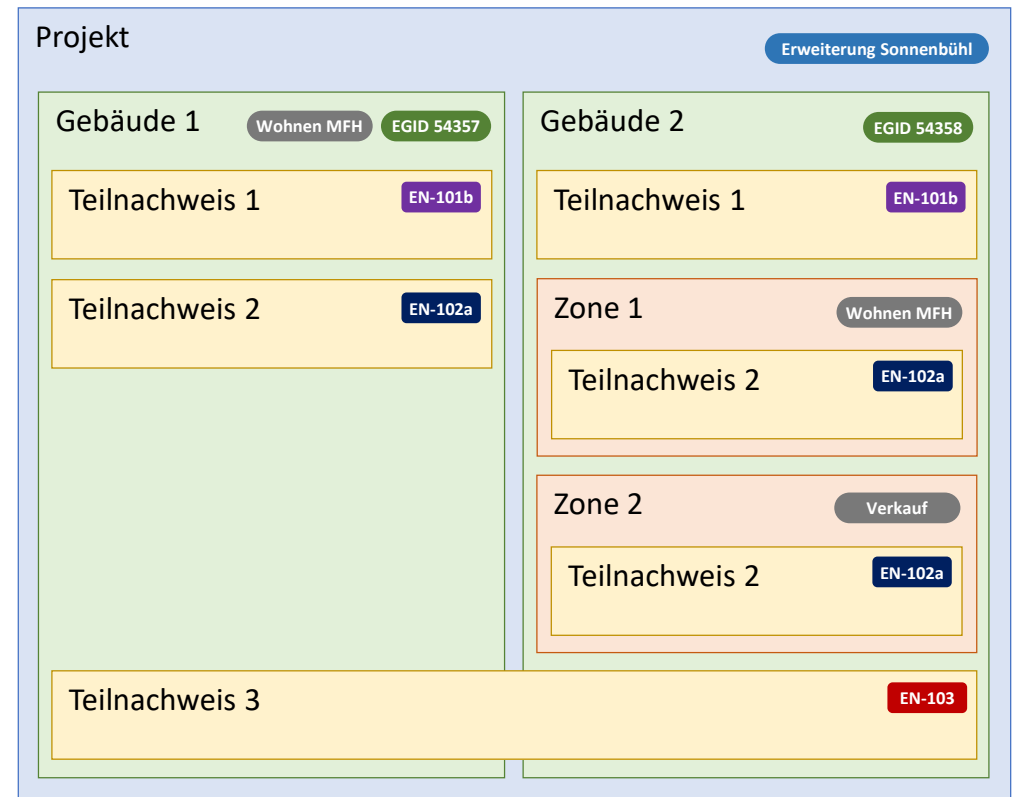 Projekt
Erweiterung Sonnenbühl
Gebäude 1
Wohnen MFH
EGID 54357
Teilnachweis 1
EN-101b
Teilnachweis 2
EN-102a
Gebäude 2
EGID 54358
Teilnachweis 1
EN-101b
Zone 1
Wohnen MFH
Teilnachweis 2
EN-102a
Zone 2
Verkauf
Teilnachweis 2
EN-102a
Teilnachweis 3
EN-103